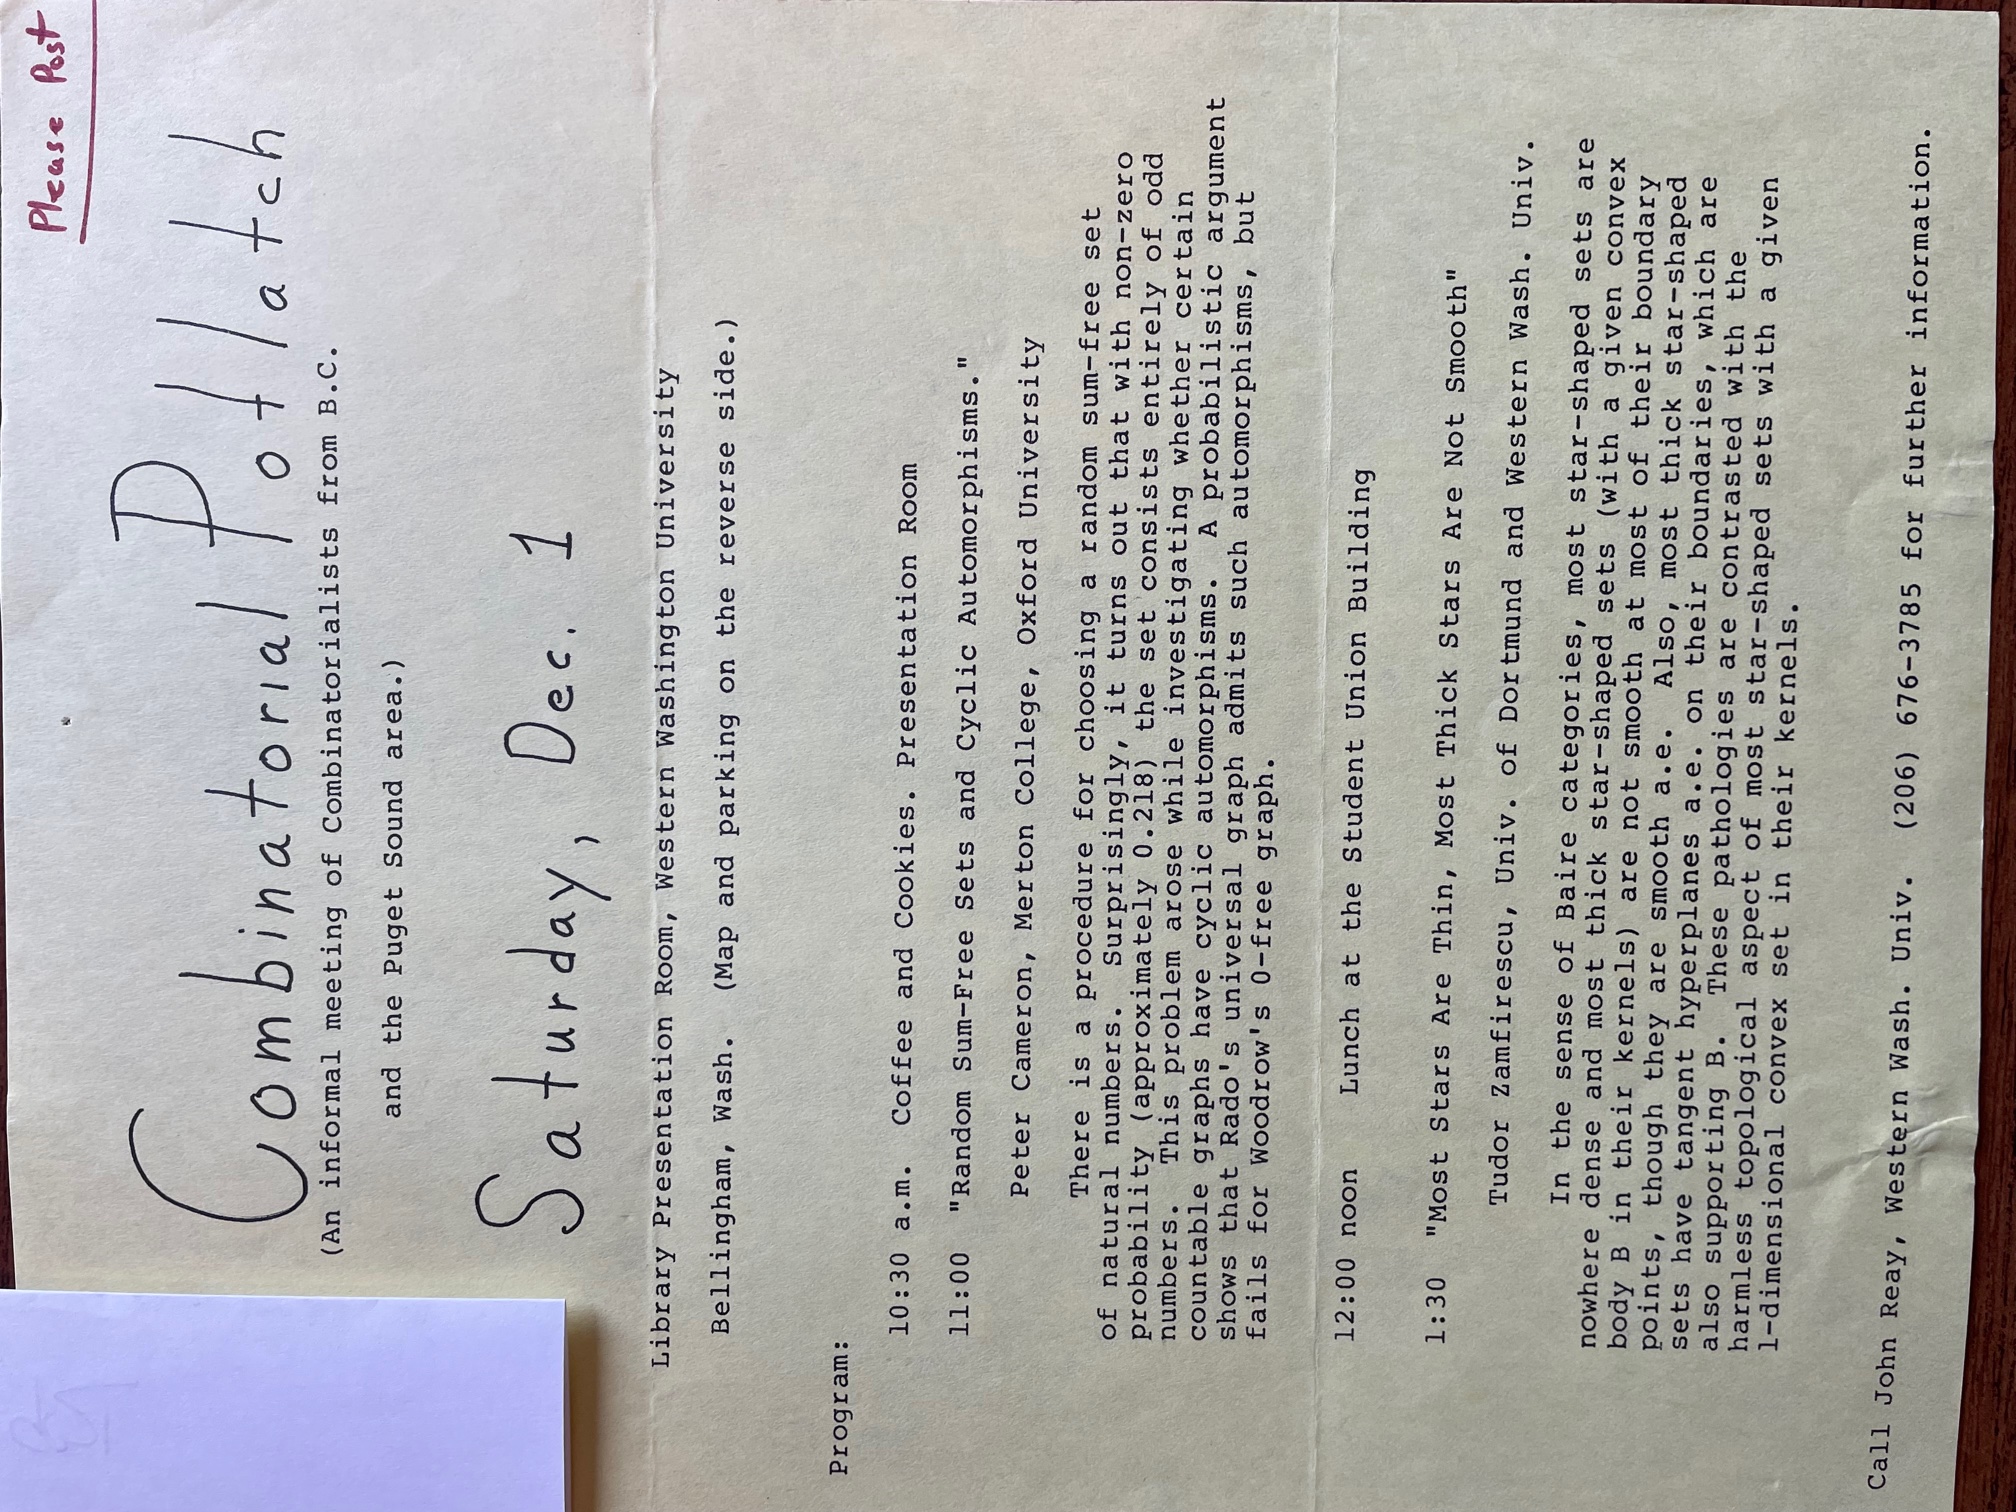 Please Post
Combinatorial Potlatch
(An informal meeting of Combinatorialists from B.C.
and the Puget Sound area.)
Saturday, Dec. 1
Library Presentation Room, Western Washington University
Bellingham, Wash. (Map and parking on the reverse side.)
Program:
10:30 a.m. Coffee and Cookies. Presentation Room
11:00 "Random Sum-Free Sets and Cyclic Automorphisms."
Peter Cameron, Merton College, Oxford University
There is a procedure for choosing a random sum-free set
of natural numbers. Surprisingly, it turns out that with non-zero
probability (approximately 0.218) the set consists entirely of odd
numbers. This problem arose while investigating whether certain
countable graphs have cyclic automorphisms. A probabilistic argument
shows that Rado's universal graph admits such automorphisms, but
fails for Woodrow's 0-free graph.
12:00 noon Lunch at the Student Union Building
1:30 "Most Stars Are Thin, Most Thick Stars Are Not Smooth"
Tudor Zamfirescu, Univ. of Dortmund and Western Wash. Univ.
In the sense of Baire categories, most star-shaped sets are
nowhere dense and most thick star-shaped sets (with a given convex
body B in their kernels) are not smooth at most of their boundary
points, though they are smooth a.e. Also, most thick star-shaped
sets have tangent hyperplanes a.e. on their boundaries, which are
also supporting B. These pathologies are contrasted with the
harmless topological aspect of most star-shaped sets with a given
1-dimensional convex set in their kernels.
Call John Reay, Western Wash. Univ. (206) 676-3785 for further information.